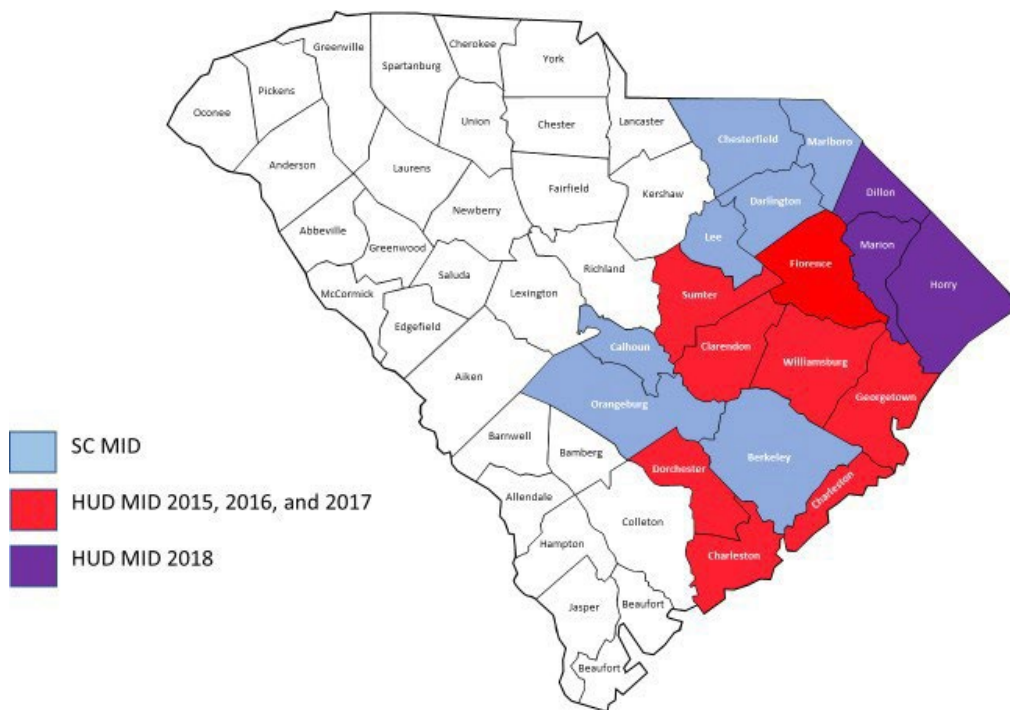 Greenville
Cherokee
Spartanburg
York
Pickens
Oconee
Union
Chester
Lancaster
Chesterfield
Marlboro
Anderson
Laurens
Fairfield
Kershaw
Darlington
Dillon
Newberry
Abbeville
Greenwood
Lee
Marion
Saluda
Richland
Florence
McCormick
Lexington
Sumter
Horry
Edgefield
Calhoun
Clarendon
Williamsburg
Aiken
Orangeburg
Georgetown
Barnwell
Bamberg
Berkeley
Dorchester
Charleston
Allendale
Colleton
Hampton
Charleston
Jasper
Beaufort
Beaufort
SC MID
HUD MID 2015, 2016, and 2017
HUD MID 2018